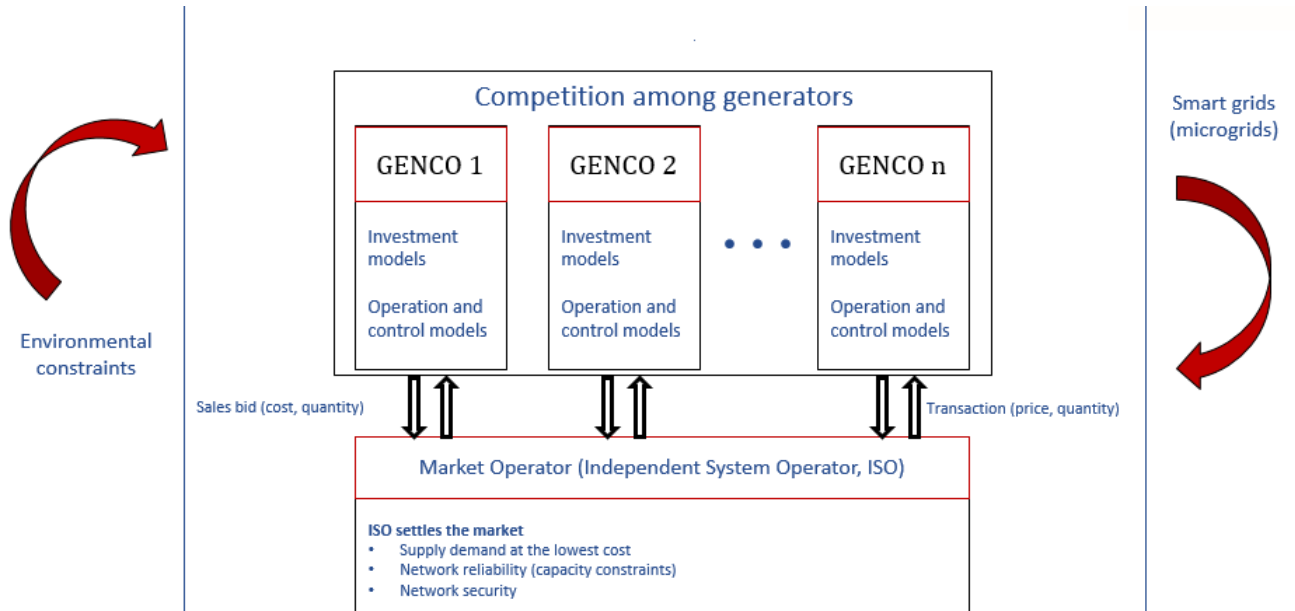 Competition among generators
Smart grids
(microgrids)
GENCO 1
GENCO 2
GENCO n
Investment
models
Operation and
control models
Investment
models
Operation and
control models
• • •
Investment
models
Operation and
control models
Environmental
constraints
Sales bid (cost, quantity)
Transaction (price, quantity)
Market Operator (Independent System Operator, ISO)
ISO settles the market
• Supply demand at the lowest cost
• Network reliability (capacity constraints)
• Network security